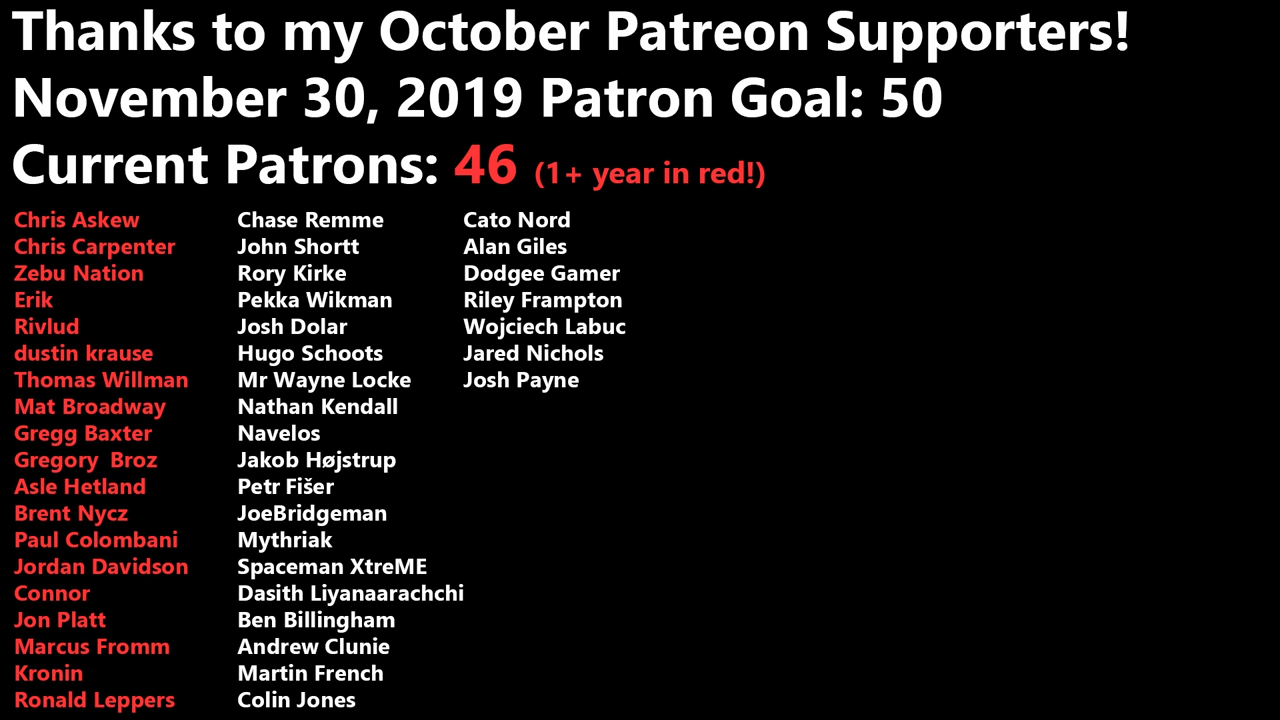 Thanks to my October Patreon Supporters!
November 30, 2019 Patron Goal: 50
Current Patrons: 46 (1+ year in red!)
Chris Askew
Chris Carpenter
Zebu Nation
Erik
Rivlud
dustin krause
Thomas Willman
Mat Broadway
Gregg Baxter
Gregory  Broz
Asle Hetland
Brent Nycz
Paul Colombani
Jordan Davidson
Connor
Jon Platt
Marcus Fromm
Kronin
Ronald Leppers
Chase Remme
John Shortt
Rory Kirke
Pekka Wikman
Josh Dolar
Hugo Schoots
Mr Wayne Locke
Nathan Kendall
Navelos
Jakob Højstrup
Petr Fišer
JoeBridgeman
Mythriak
Spaceman XtreME
Dasith Liyanaarachchi
Ben Billingham
Andrew Clunie
Martin French
Colin Jones
Cato Nord
Alan Giles
Dodgee Gamer
Riley Frampton
Wojciech Labuc
Jared Nichols
Josh Payne